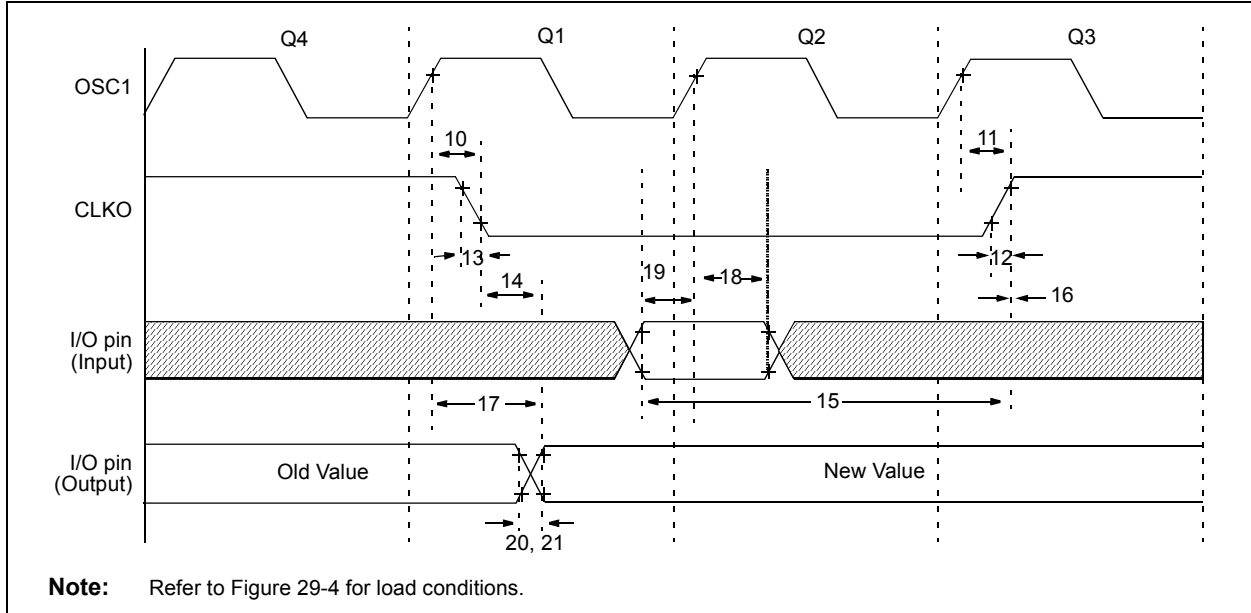 Q4 Q1 Q2 Q3
OSC1
10 11
CLKO
13 12
14 19 18
16
I/O pin
(Input)
17 15
I/O pin
(Output)
Old Value New Value
20, 21
Note: Refer to Figure 29-4 for load conditions.